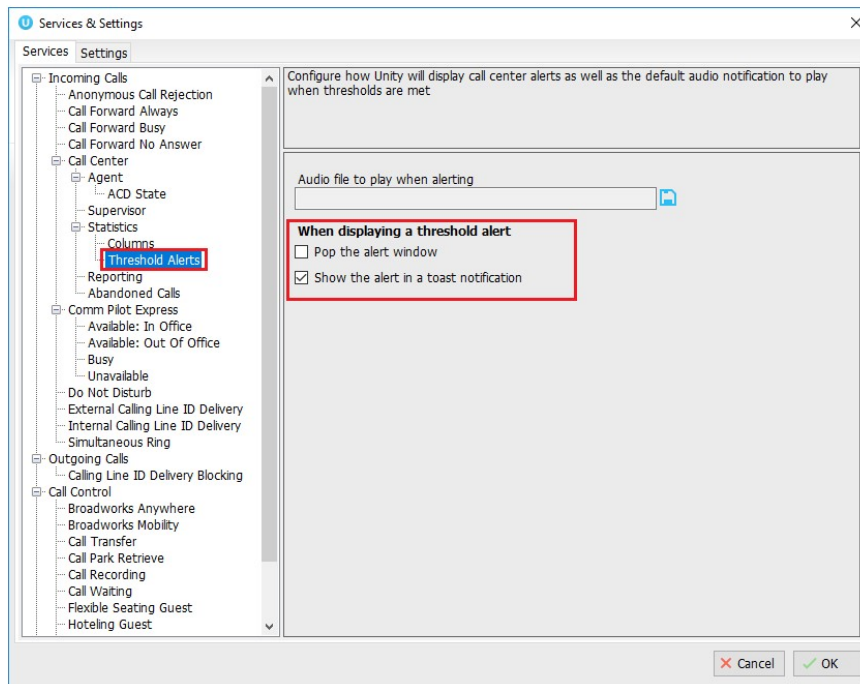 Services & Settings
Services Settings
Incoming Calls
Anonymous Call Rejection
Call Forward Always
Call Forward Busy
Call Forward No Answer
Call Center
Agent
ACD State
Supervisor
Statistics
Columns
Threshold Alerts
Reporting
Abandoned Calls
Comm Pilot Express
Available: In Office
Available: Out Of Office
Busy
Unavailable
Do Not Disturb
External Calling Line ID Delivery
Internal Calling Line ID Delivery
Simultaneous Ring
Outgoing Calls
Calling Line ID Delivery Blocking
Call Control
Broadworks Anywhere
Broadworks Mobility
Call Transfer
Call Park Retrieve
Call Recording
Call Waiting
Flexible Seating Guest
Hoteling Guest
Configure how Unity will display call center alerts as well as the default audio notification to play
when thresholds are met
Audio file to play when alerting
When displaying a threshold alert
Pop the alert window
Show the alert in a toast notification
Cancel OK